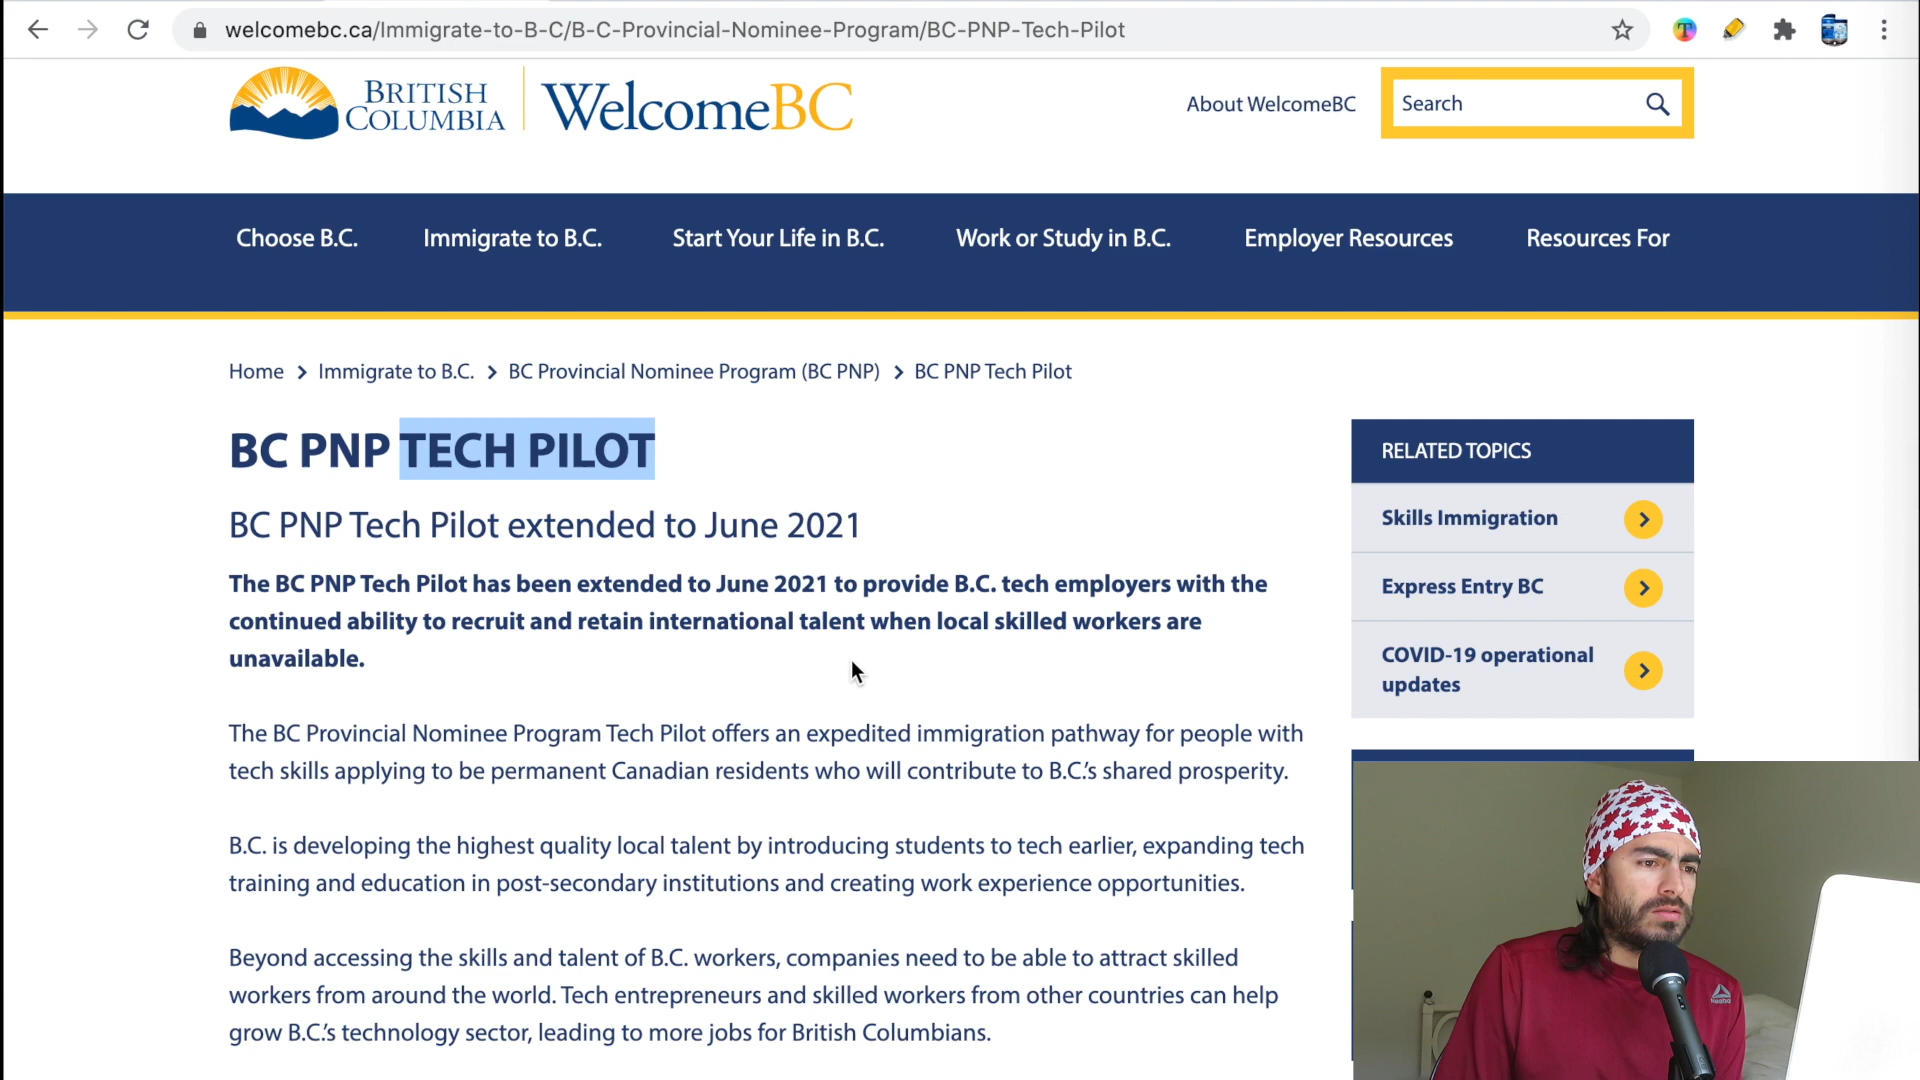 welcomebc.ca/Immigrate-to-B-C/B-C-Provincial-Nominee-Program/BC-PNP-Tech-Pilot
BRITISH
COLUMBIA
WelcomeBC
About WelcomeBC
Search
Choose B.C.
Immigrate to B.C.
Start Your Life in B.C.
Work or Study in B.C.
Employer Resources
Resources For
Home > Immigrate to B.C. > BC Provincial Nominee Program (BC PNP) > BC PNP Tech Pilot
BC PNP TECH PILOT
BC PNP Tech Pilot extended to June 2021
The BC PNP Tech Pilot has been extended to June 2021 to provide B.C. tech employers with the
continued ability to recruit and retain international talent when local skilled workers are
unavailable.
The BC Provincial Nominee Program Tech Pilot offers an expedited immigration pathway for people with
tech skills applying to be permanent Canadian residents who will contribute to B.C.’s shared prosperity.
B.C. is developing the highest quality local talent by introducing students to tech earlier, expanding tech
training and education in post-secondary institutions and creating work experience opportunities.
Beyond accessing the skills and talent of B.C. workers, companies need to be able to attract skilled
workers from around the world. Tech entrepreneurs and skilled workers from other countries can help
grow B.C.’s technology sector, leading to more jobs for British Columbians.
RELATED TOPICS
Skills Immigration
Express Entry BC
COVID-19 operational
updates
Reebok